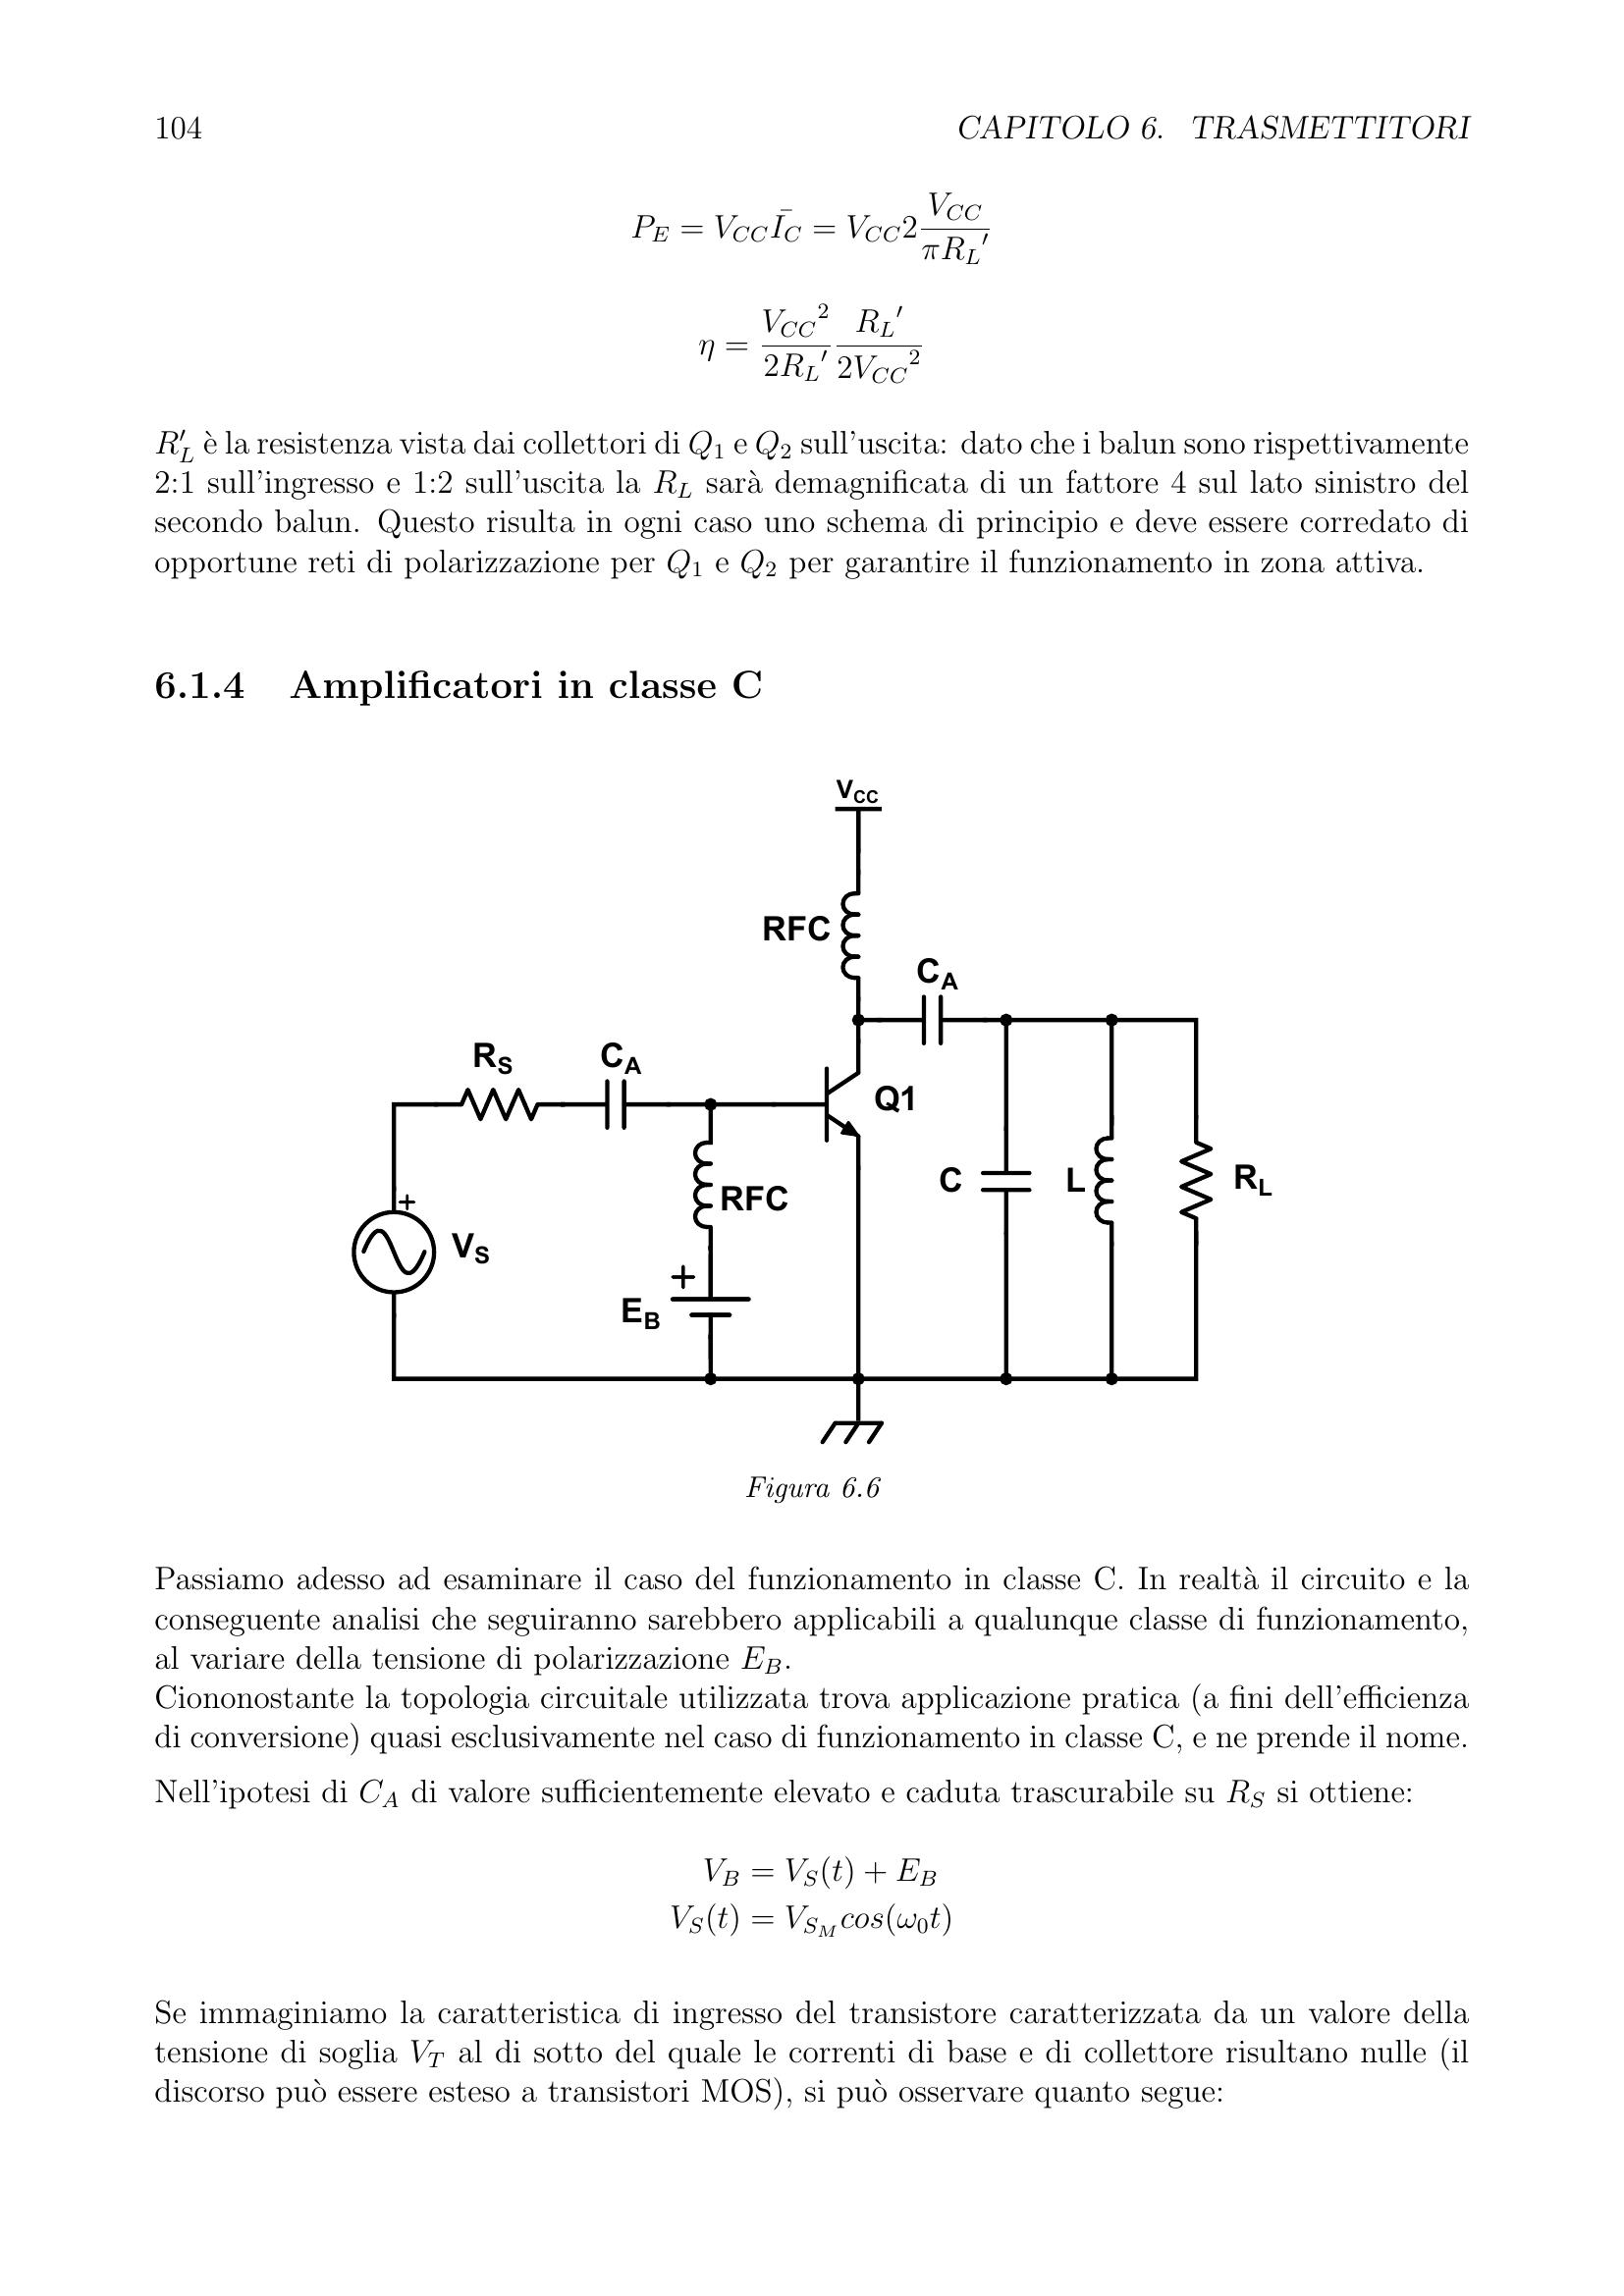 104 CAPITOLO 6. TRASMETTITORI
P_E = V_{CC} \bar{I_C} = V_{CC} 2 \frac{V_{CC}}{\pi R_L'}
\eta = \frac{V_{CC}^2}{2R_L'} \frac{R_L'}{2V_{CC}^2}
R'_L è la resistenza vista dai collettori di Q_1 e Q_2 sull'uscita: dato che i balun sono rispettivamente
2:1 sull'ingresso e 1:2 sull'uscita la R_L sarà demagnificata di un fattore 4 sul lato sinistro del
secondo balun. Questo risulta in ogni caso uno schema di principio e deve essere corredato di
opportune reti di polarizzazione per Q_1 e Q_2 per garantire il funzionamento in zona attiva.
6.1.4 Amplificatori in classe C
V_CC
RFC
C_A
R_S
C_A
Q1
C
L
R_L
RFC
+
V_S
+
E_B
Figura 6.6
Passiamo adesso ad esaminare il caso del funzionamento in classe C. In realtà il circuito e la
conseguente analisi che seguiranno sarebbero applicabili a qualunque classe di funzionamento,
al variare della tensione di polarizzazione E_B.
Ciononostante la topologia circuitale utilizzata trova applicazione pratica (a fini dell'efficienza
di conversione) quasi esclusivamente nel caso di funzionamento in classe C, e ne prende il nome.
Nell'ipotesi di C_A di valore sufficientemente elevato e caduta trascurabile su R_S si ottiene:
V_B = V_S(t) + E_B
V_S(t) = V_{S_M} cos(ω_0 t)
Se immaginiamo la caratteristica di ingresso del transistore caratterizzata da un valore della
tensione di soglia V_T al di sotto del quale le correnti di base e di collettore risultano nulle (il
discorso può essere esteso a transistori MOS), si può osservare quanto segue: